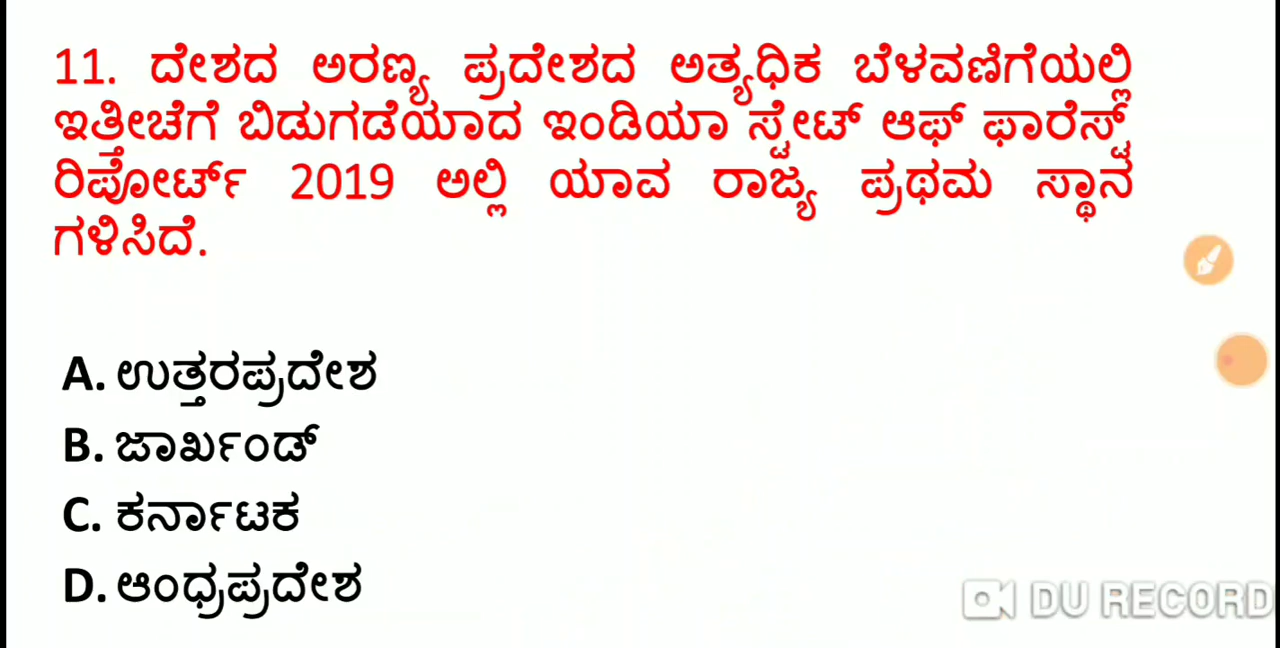 11. ದೇಶದ ಅರಣ್ಯ ಪ್ರದೇಶದ ಅತ್ಯಧಿಕ ಬೆಳವಣಿಗೆಯಲ್ಲಿ
ಇತ್ತೀಚೆಗೆ ಬಿಡುಗಡೆಯಾದ ಇಂಡಿಯಾ ಸ್ಟೇಟ್ ಆಫ್ ಫಾರೆಸ್ಟ್
ರಿಪೋರ್ಟ್ 2019 ಅಲ್ಲಿ ಯಾವ ರಾಜ್ಯ ಪ್ರಥಮ ಸ್ಥಾನ
ಗಳಿಸಿದೆ.
A. ಉತ್ತರಪ್ರದೇಶ
B. ಜಾರ್ಖಂಡ್
C. ಕರ್ನಾಟಕ
D. ಆಂಧ್ರಪ್ರದೇಶ
DU RECORD